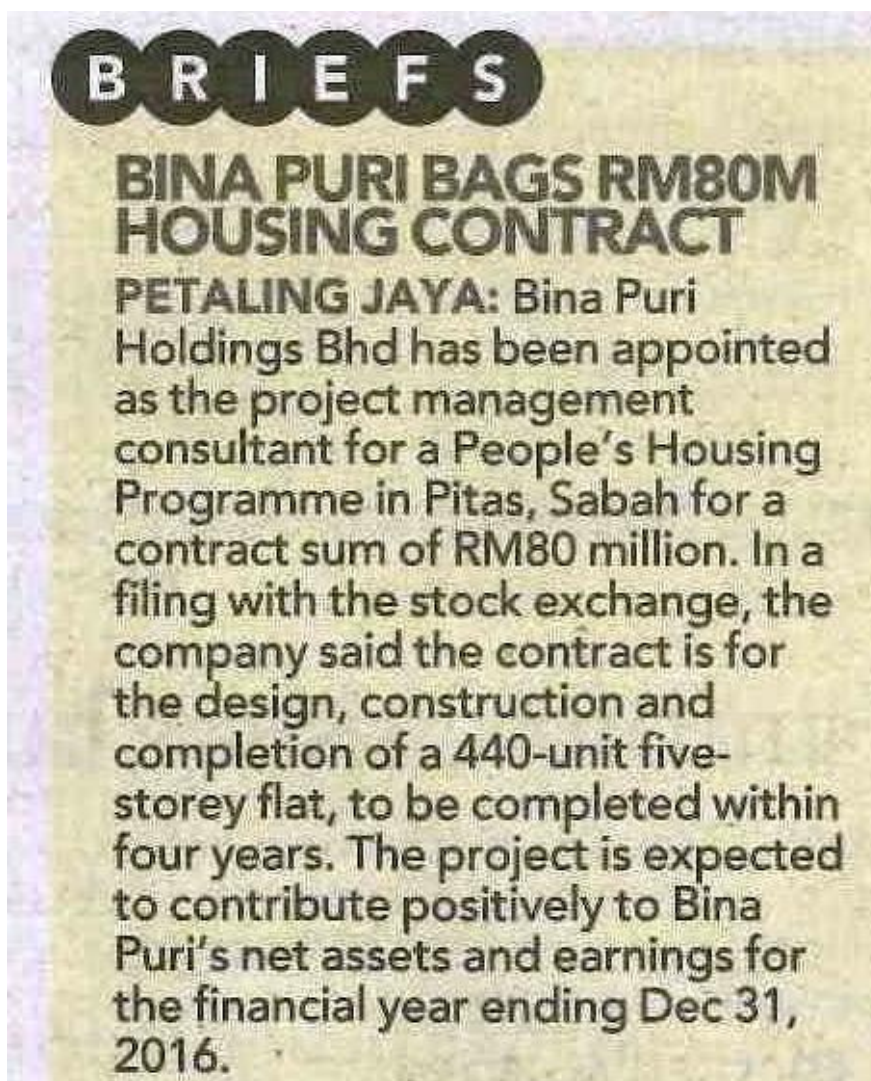 BRIEFS
BINA PURI BAGS RM80M
HOUSING CONTRACT
PETALING JAYA: Bina Puri
Holdings Bhd has been appointed
as the project management
consultant for a People's Housing
Programme in Pitas, Sabah for a
contract sum of RM80 million. In a
filing with the stock exchange, the
company said the contract is for
the design, construction and
completion of a 440-unit five-
storey flat, to be completed within
four years. The project is expected
to contribute positively to Bina
Puri's net assets and earnings for
the financial year ending Dec 31,
2016.